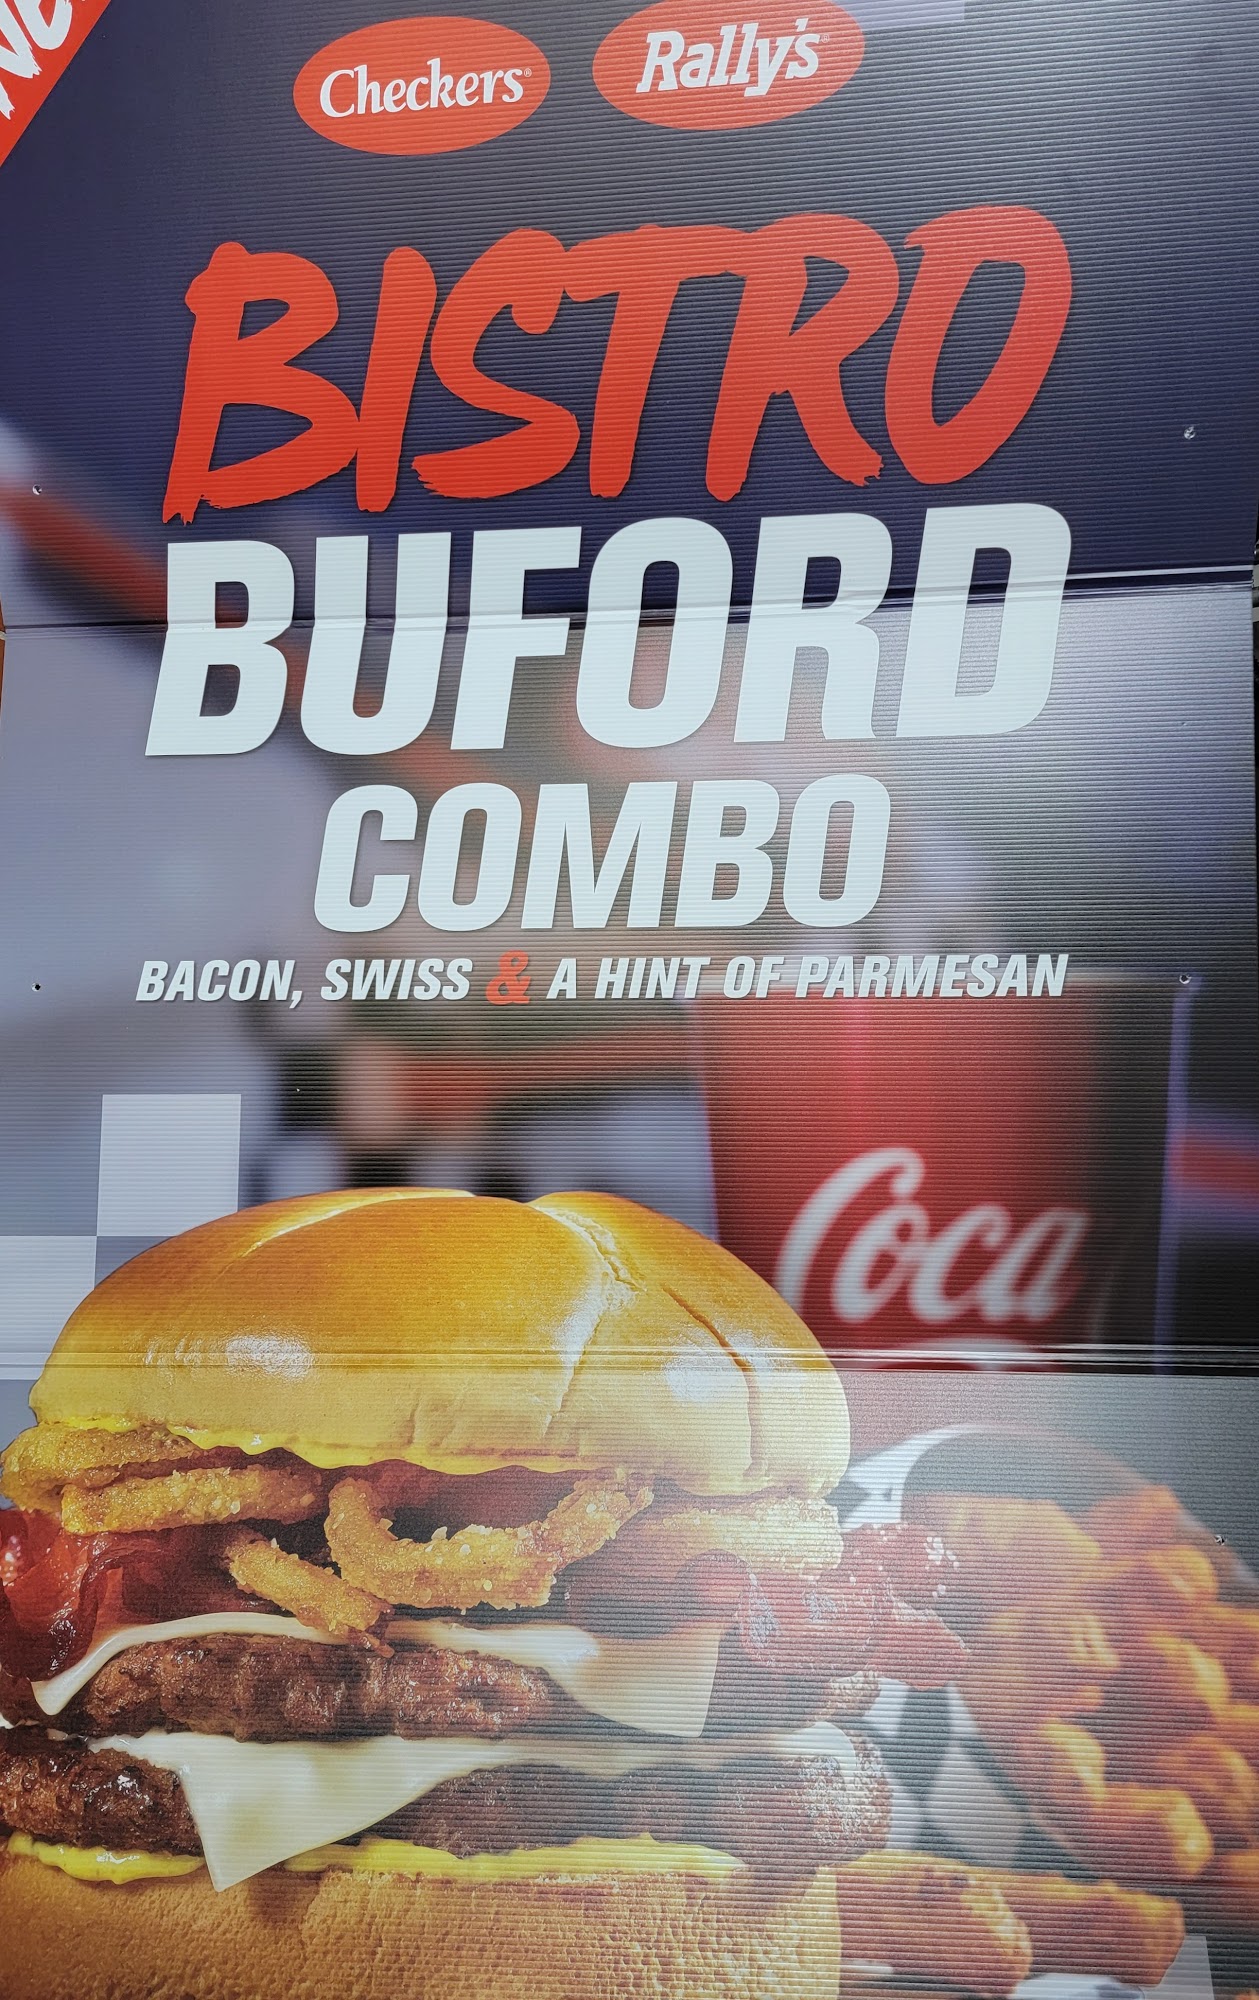 Checkers® Rally's
BISTRO
BUFORD
COMBO
BACON, SWISS & A HINT OF PARMESAN
Coca